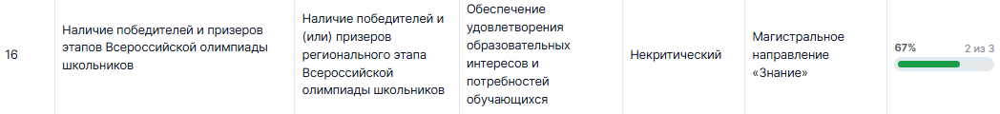 16
Наличие победителей и призеров
этапов Всероссийской олимпиады
школьников
Наличие победителей и
(или) призеров
регионального этапа
Всероссийской
олимпиады школьников
Обеспечение
удовлетворения
образовательных
интересов и
потребностей
обучающихся
Некритический
Магистральное
направление
«Знание»
67%
2 из 3